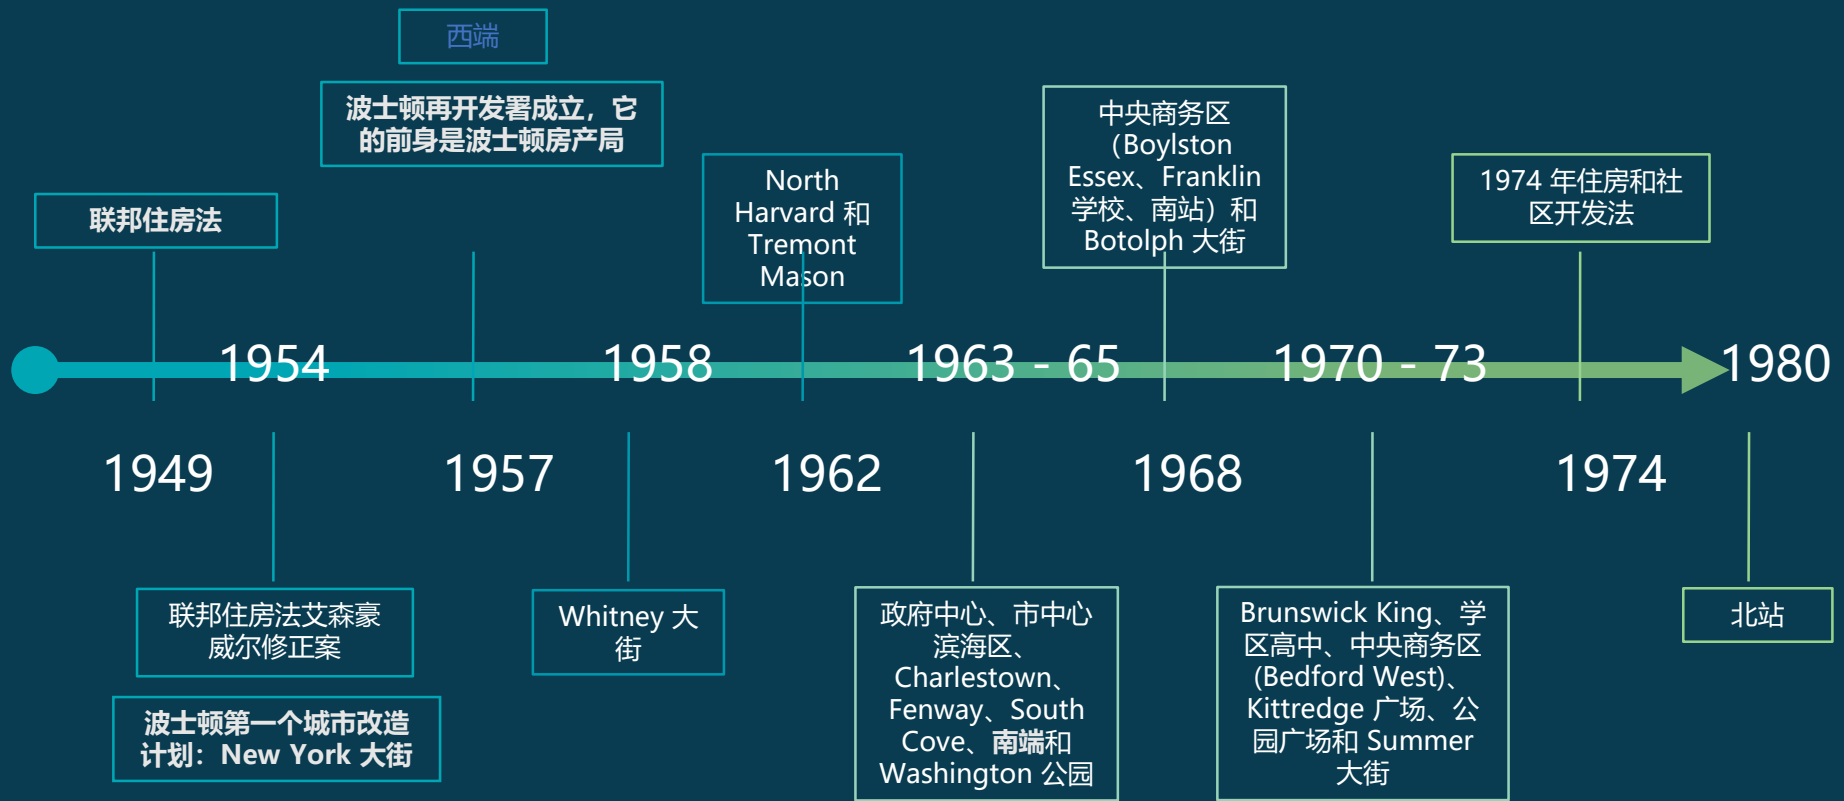 西端
波士顿再开发署成立，它
的前身是波士顿房产局
联邦住房法
North
Harvard 和
Tremont
Mason
中央商务区
（Boylston
Essex、Franklin
学校、南站）和
Botolph 大街
1974 年住房和社
区开发法
1954
1958
1963 - 65
1970 - 73
1980
1949
1957
1962
1968
1974
联邦住房法艾森豪
威尔修正案
波士顿第一个城市改造
计划：New York 大街
Whitney 大
街
政府中心、市中心
滨海区、
Charlestown、
Fenway、South
Cove、南端和
Washington 公园
Brunswick King、学
区高中、中央商务区
(Bedford West)、
Kittredge 广场、公
园广场和 Summer
大街
北站